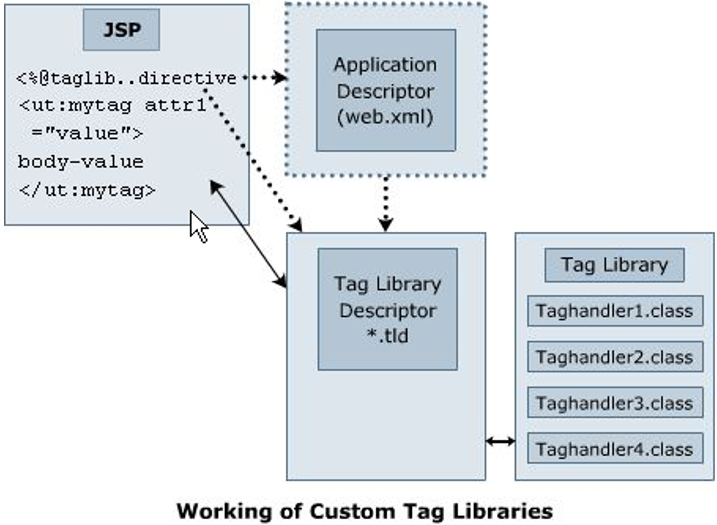 JSP
<%@taglib..directive
<ut:mytag attr1
="value">
body-value
</ut:mytag>
Application
Descriptor
(web.xml)
Tag Library
Descriptor
*.tld
Tag Library
Taghandler1.class
Taghandler2.class
Taghandler3.class
Taghandler4.class
Working of Custom Tag Libraries